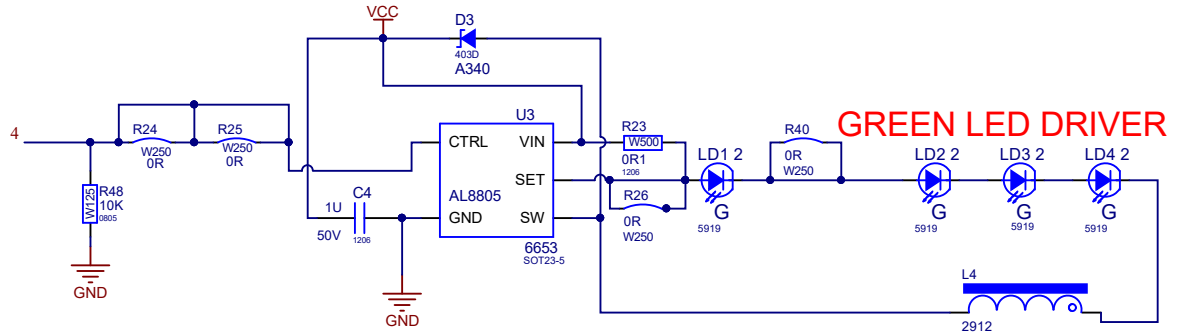 VCC
D3
403D
A340
4
R24
W250
0R
R25
W250
0R
R48
10K
0805
W125
GND
1U
C4
50V
1206
GND
U3
CTRL
VIN
SET
AL8805
GND
SW
6653
SOT23-5
R23
W500
0R1
1206
R26
0R
W250
LD1 2
G
5919
R40
0R
W250
GREEN LED DRIVER
LD2 2
G
5919
LD3 2
G
5919
LD4 2
G
5919
L4
2912